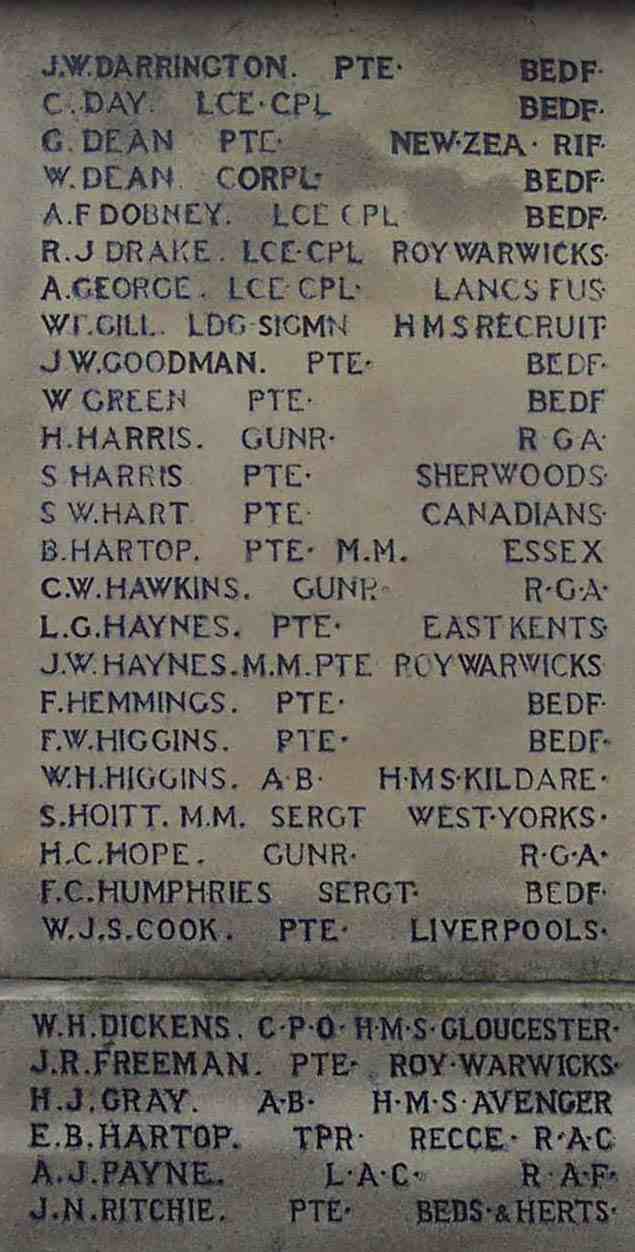 J.W.DARRINGTON. PTE· BEDF·
C. DAY. LCE·CPL BEDF·
G. DEAN PTE· NEW·ZEA· RIF·
W. DEAN CORPL· BEDF·
A.F DOBNEY. LCE CPL BEDF·
R.J DRAKE. LCE·CPL ROY WARWICKS·
A.GEORGE. LCE CPL· LANCS FUS·
GILL. LDG·SIGMN H M S RECRUIT
J W.GOODMAN. PTE· BEDF·
W GREEN PTE· BEDF
H.HARRIS. GUNR· R G A·
S HARRIS PTE· SHERWOODS·
S W.HART PTE· CANADIANS·
B.HARTOP. PTE· M.M. ESSEX
C.W.HAWKINS. GUNR· R·G·A·
L.G.HAYNES. PTE· EAST KENTS·
J.W.HAYNES.M.M.PTE ROY WARWICKS
F.HEMMINGS. PTE· BEDF·
F.W.HIGGINS. PTE· BEDF·
W.H.HIGGINS. A·B· H·M S·KILDARE·
S.HOITT. M.M. SERGT WEST·YORKS·
H.C.HOPE. GUNR· R·G·A·
F.C.HUMPHRIES SERGT· BEDF·
W.J.S.COOK. PTE· LIVERPOOLS·
W.H.DICKENS. C·P·O· H·M·S·GLOUCESTER·
J.R.FREEMAN. PTE· ROY·WARWICKS·
H.J.GRAY. A·B· H·M·S·AVENGER
E.B.HARTOP. TPR· RECCE· R·A·C
A.J.PAYNE. L·A·C· R·A·F·
J.N.RITCHIE. PTE· BEDS·&HERTS·